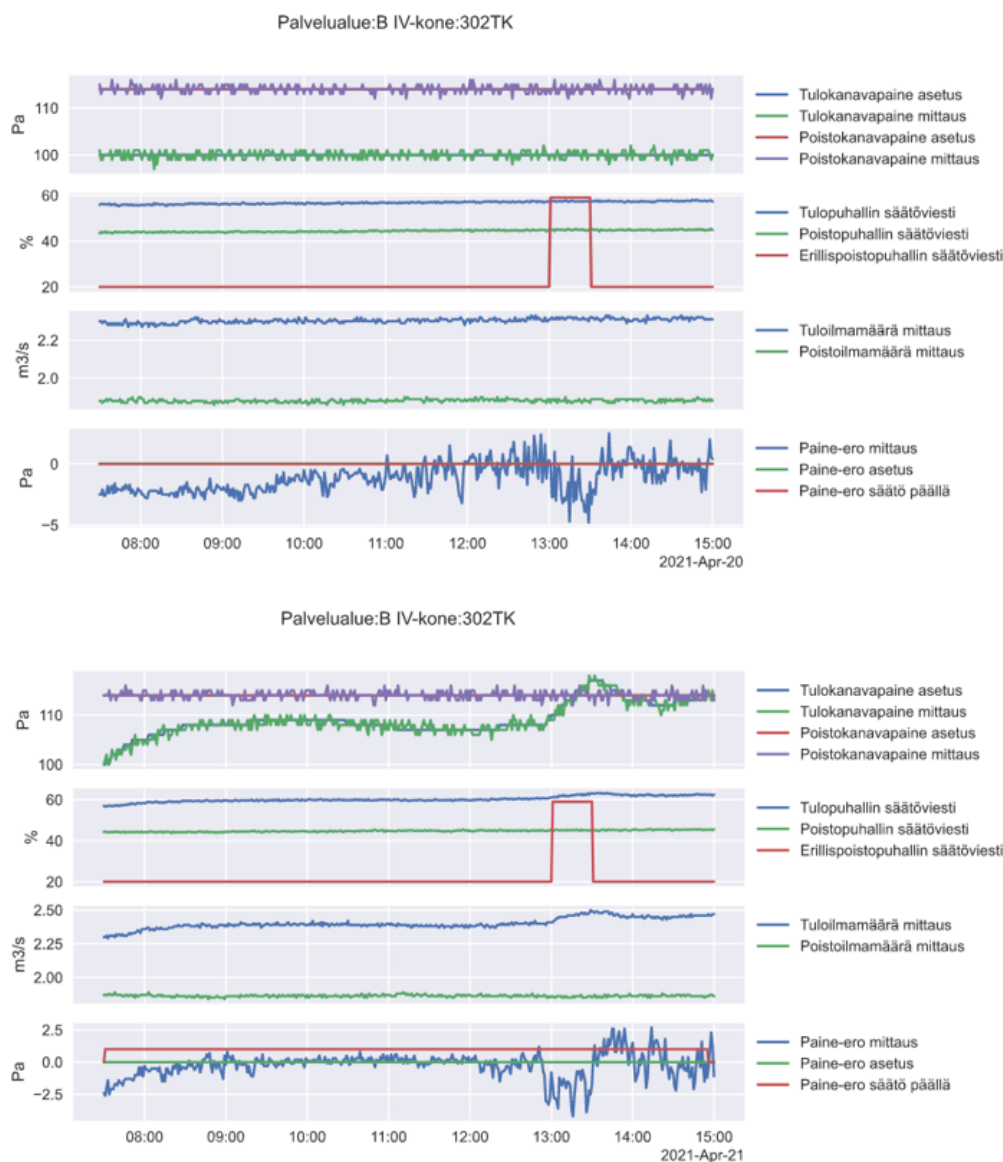 Palvelualue:B IV-kone:302TK
110
100
Pa
Tulokanavapaine asetus
Tulokanavapaine mittaus
Poistokanavapaine asetus
Poistokanavapaine mittaus
60
40
20
%
Tulopuhallin säätöviesti
Poistopuhallin säätöviesti
Erillispoistopuhallin säätöviesti
2.2
2.0
m3/s
Tuloilmamäärä mittaus
Poistoilmamäärä mittaus
0
−5
Pa
Paine-ero mittaus
Paine-ero asetus
Paine-ero säätö päällä
08:00 09:00 10:00 11:00 12:00 13:00 14:00 15:00
2021-Apr-20
Palvelualue:B IV-kone:302TK
110
100
Pa
Tulokanavapaine asetus
Tulokanavapaine mittaus
Poistokanavapaine asetus
Poistokanavapaine mittaus
60
40
20
%
Tulopuhallin säätöviesti
Poistopuhallin säätöviesti
Erillispoistopuhallin säätöviesti
2.50
2.25
2.00
m3/s
Tuloilmamäärä mittaus
Poistoilmamäärä mittaus
2.5
0.0
−2.5
Pa
Paine-ero mittaus
Paine-ero asetus
Paine-ero säätö päällä
08:00 09:00 10:00 11:00 12:00 13:00 14:00 15:00
2021-Apr-21